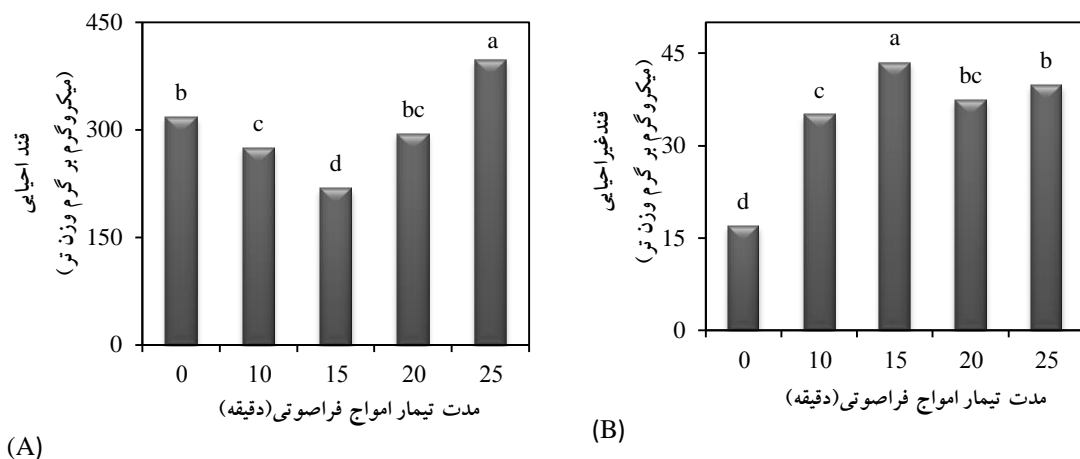 قند احیایی
(میکروگرم بر گرم وزن تر)
450
300
150
0
b
c
d
bc
a
0 10 15 20 25
مدت تیمار امواج فراصوتی(دقیقه)
(A)
قندغیراحیایی
(میکروگرم بر گرم وزن تر)
45
30
15
0
d
c
a
bc
b
0 10 15 20 25
مدت تیمار امواج فراصوتی(دقیقه)
(B)